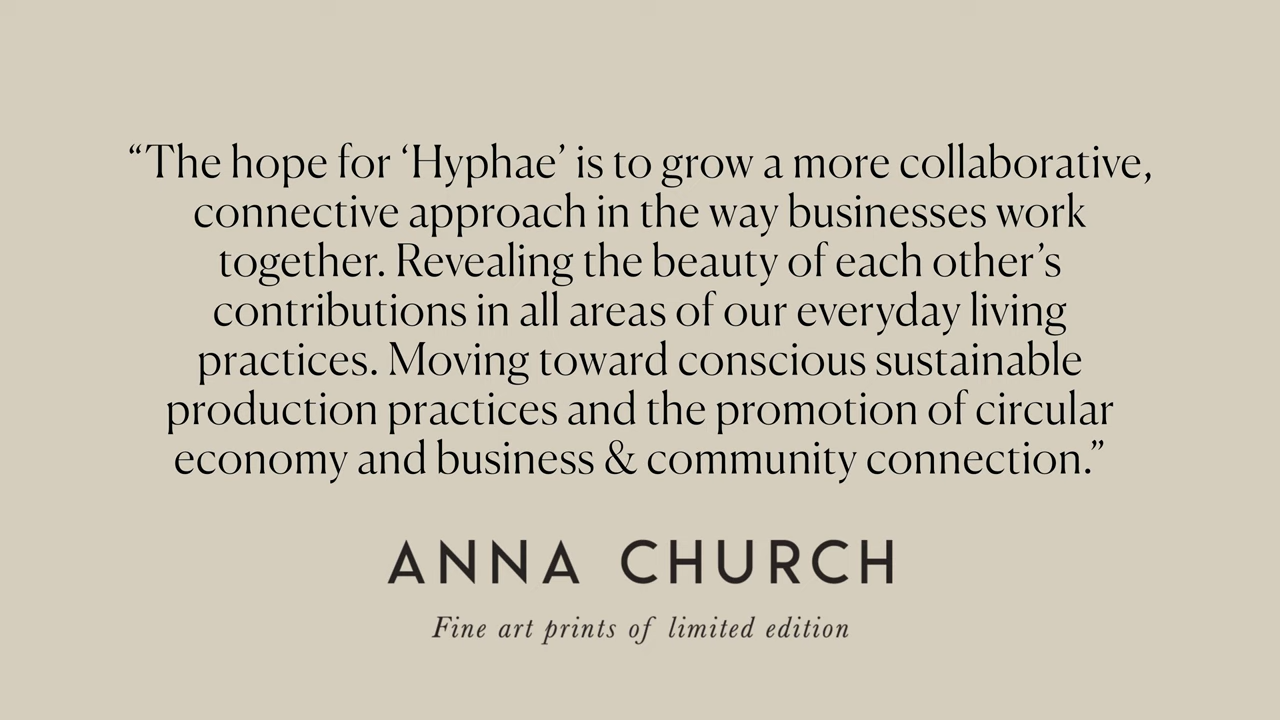 “The hope for ‘Hyphae’ is to grow a more collaborative,
connective approach in the way businesses work
together. Revealing the beauty of each other’s
contributions in all areas of our everyday living
practices. Moving toward conscious sustainable
production practices and the promotion of circular
economy and business & community connection.”
ANNA CHURCH
Fine art prints of limited edition